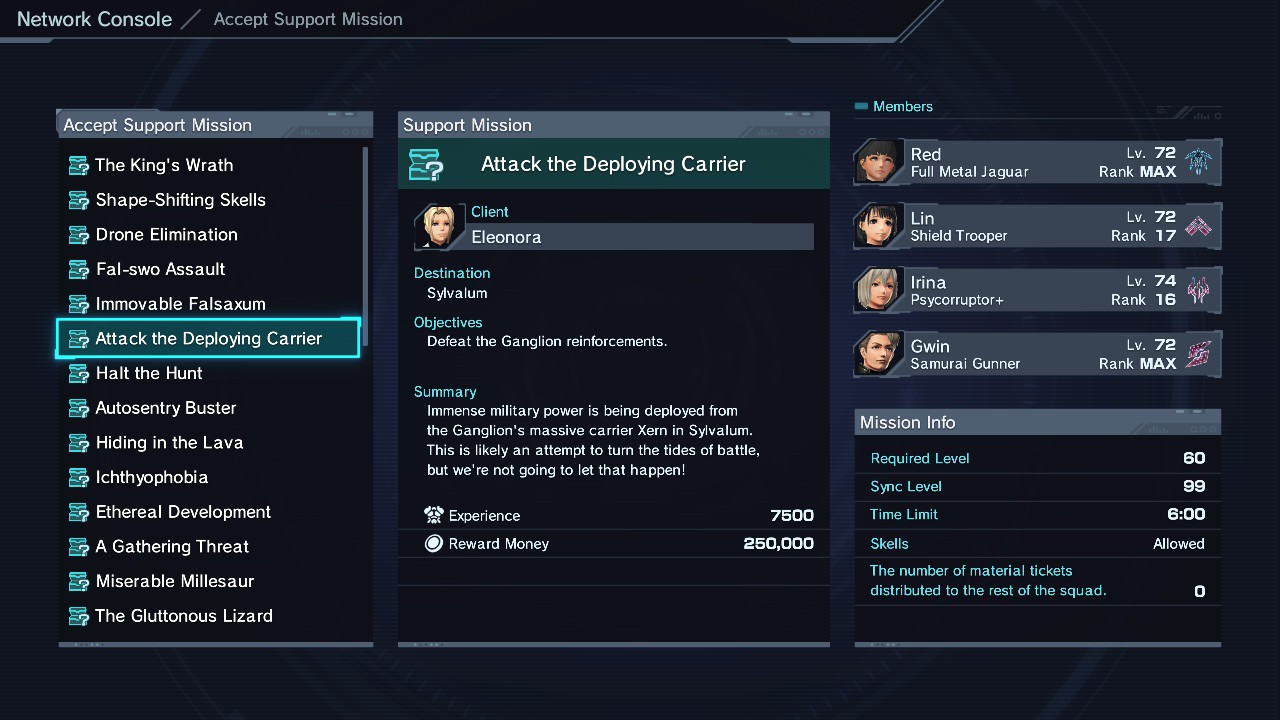 Network Console / Accept Support Mission
Accept Support Mission
The King's Wrath
Shape-Shifting Skells
Drone Elimination
Fal-swo Assault
Immovable Falsaxum
Attack the Deploying Carrier
Halt the Hunt
Autosentry Buster
Hiding in the Lava
Ichthyophobia
Ethereal Development
A Gathering Threat
Miserable Millesaur
The Gluttonous Lizard
Support Mission
Attack the Deploying Carrier
Client
Eleonora
Destination
Sylvalum
Objectives
Defeat the Ganglion reinforcements.
Summary
Immense military power is being deployed from
the Ganglion's massive carrier Xern in Sylvalum.
This is likely an attempt to turn the tides of battle,
but we're not going to let that happen!
Experience 7500
Reward Money 250,000
Members
Red Lv. 72
Full Metal Jaguar Rank MAX
Lin Lv. 72
Shield Trooper Rank 17
Irina Lv. 74
Psycorruptor+ Rank 16
Gwin Lv. 72
Samurai Gunner Rank MAX
Mission Info
Required Level 60
Sync Level 99
Time Limit 6:00
Skells Allowed
The number of material tickets
distributed to the rest of the squad. 0